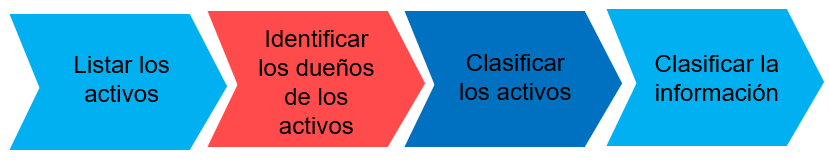 Listar los
activos
Identificar
los dueños
de los
activos
Clasificar
los activos
Clasificar la
información